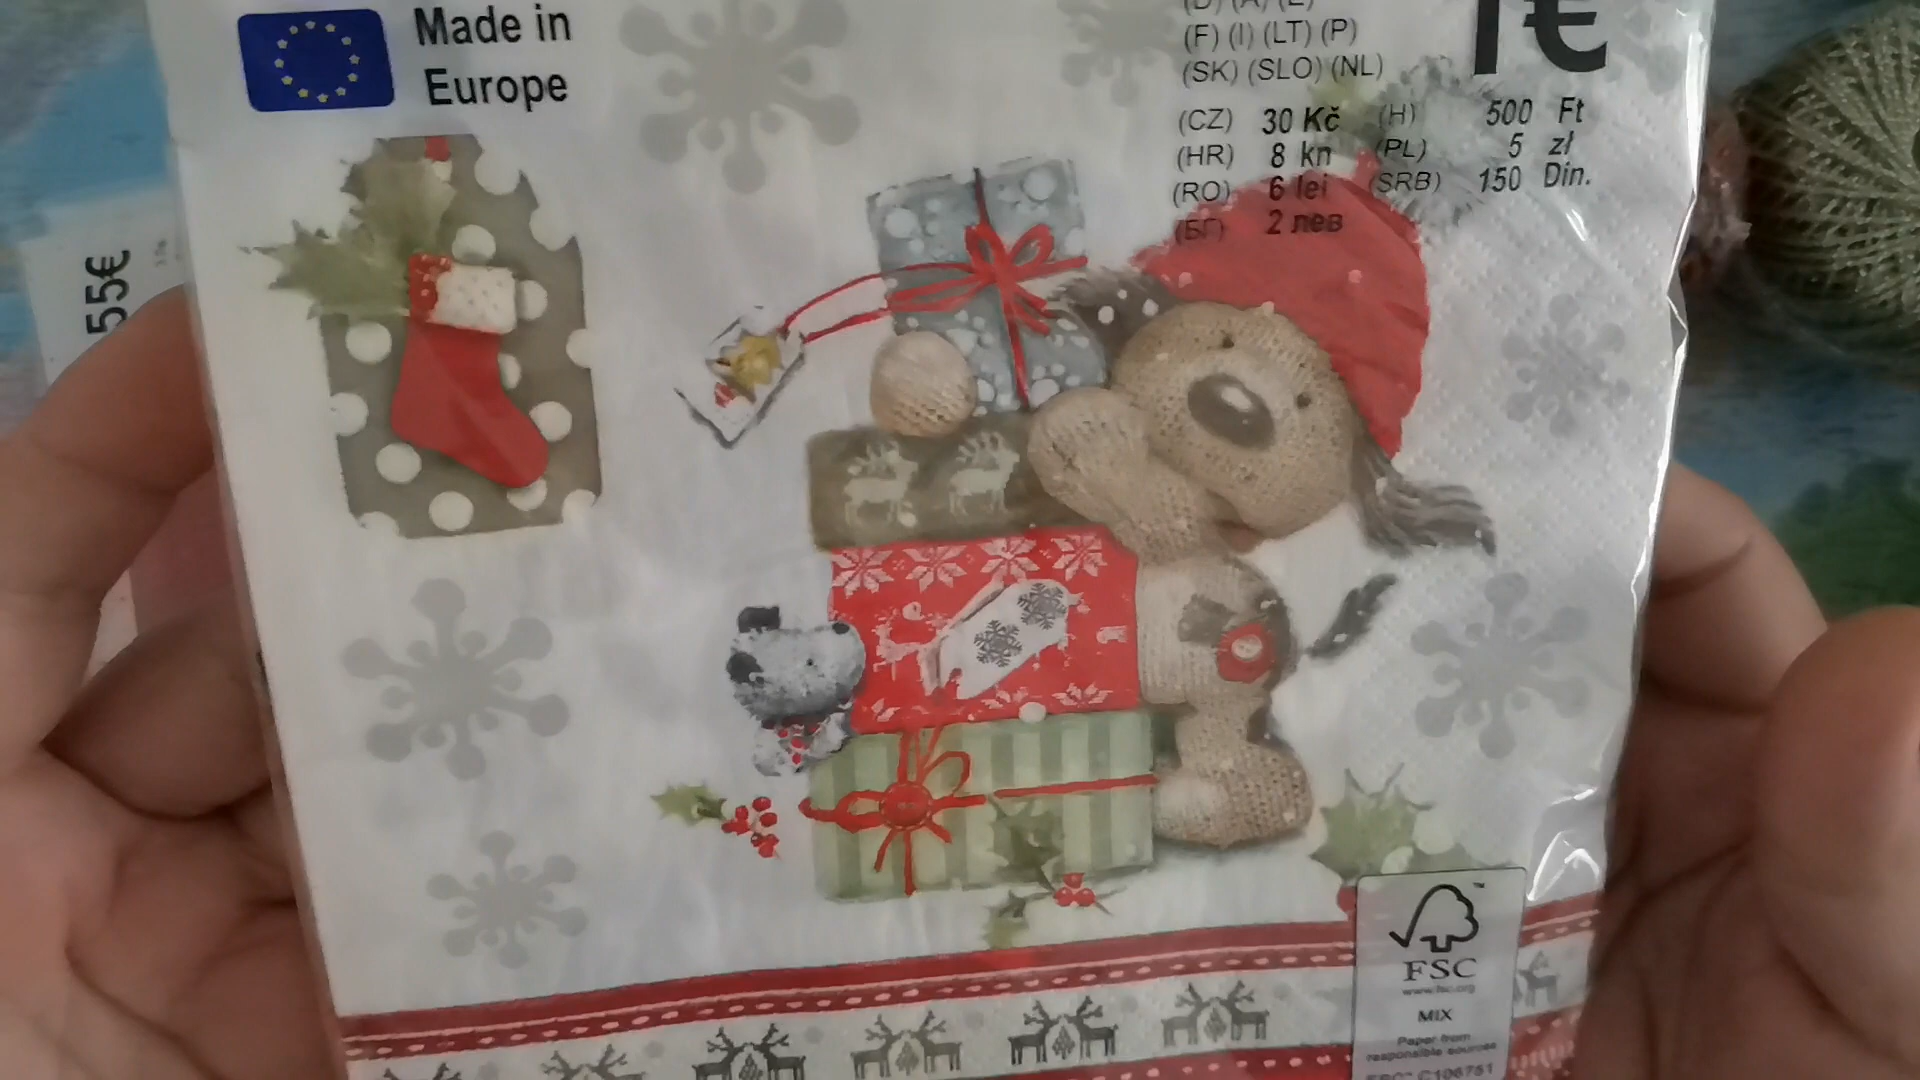 Made in
Europe
1€
(D) (A) (E)
(F) (I) (LT) (P)
(SK) (SLO) (NL)
(CZ) 30 Kč (H) 500 Ft
(HR) 8 kn (PL) 5 zł
(RO) 6 lei (SRB) 150 Din.
(БГ) 2 лев
55€
FSC
www.fsc.org
MIX
Paper from
responsible sources
FSC™ C106751